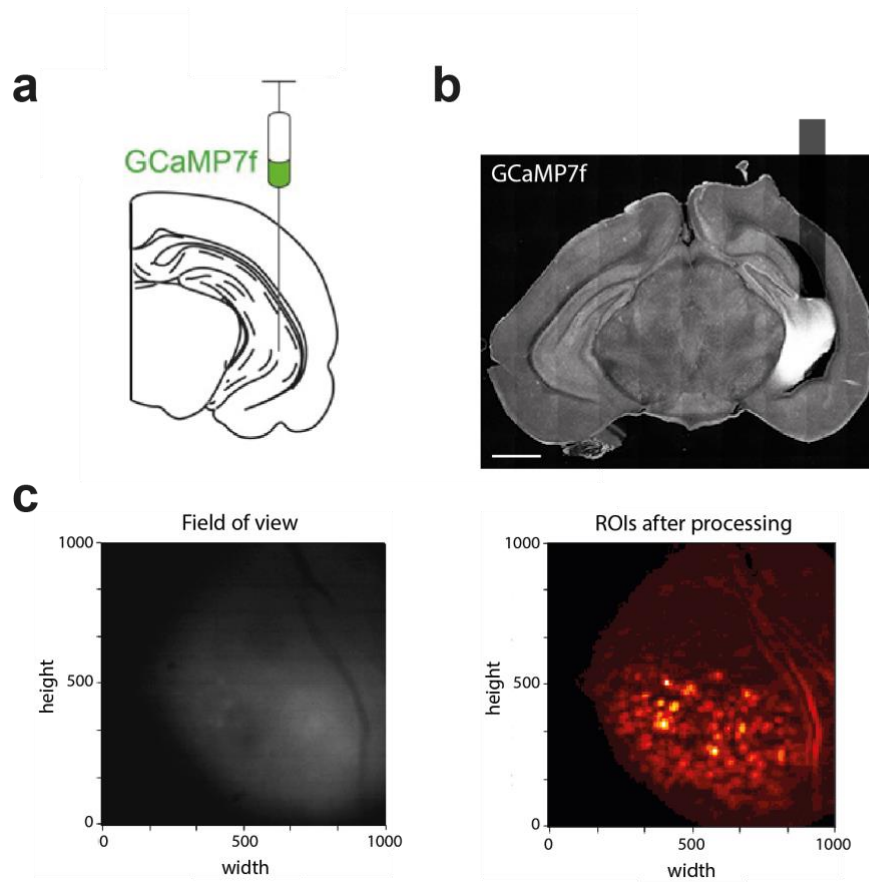 a
GCaMP7f
b
GCaMP7f
c
Field of view
1000
height
500
0
0
500
1000
width
ROIs after processing
1000
height
500
0
0
500
1000
width